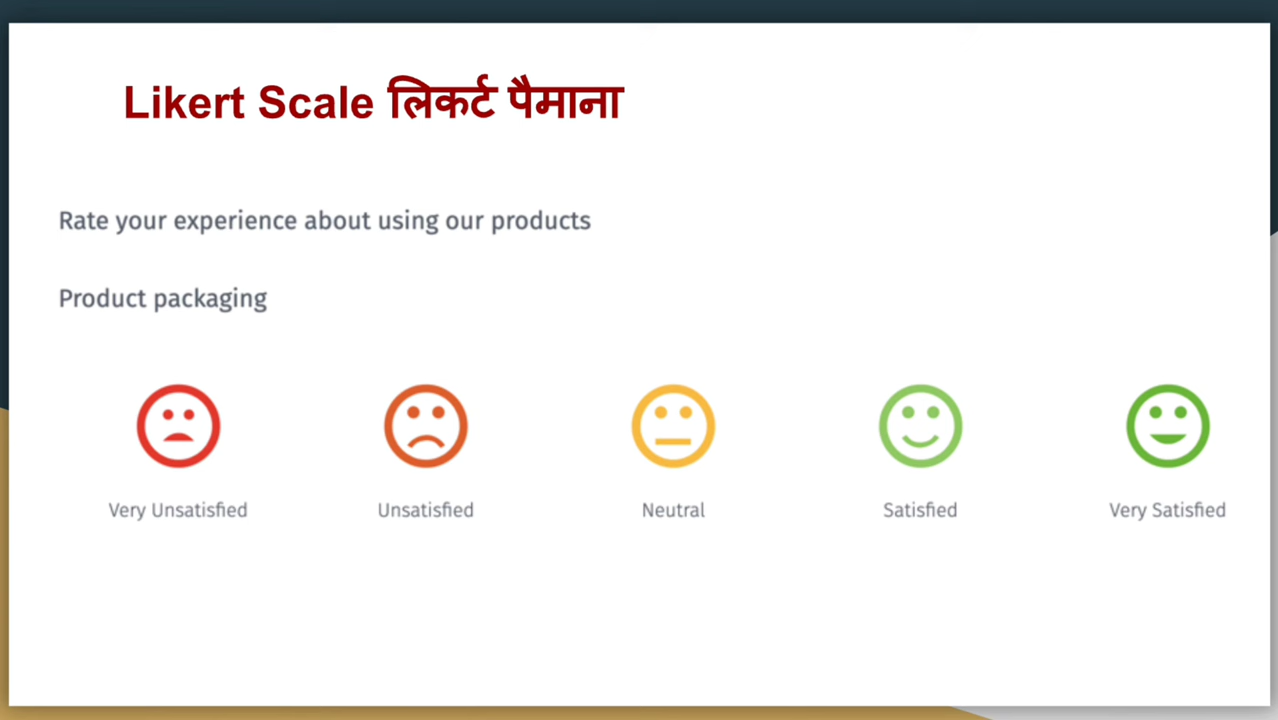 Likert Scale लिकर्ट पैमाना
Rate your experience about using our products
Product packaging
Very Unsatisfied Unsatisfied Neutral Satisfied Very Satisfied